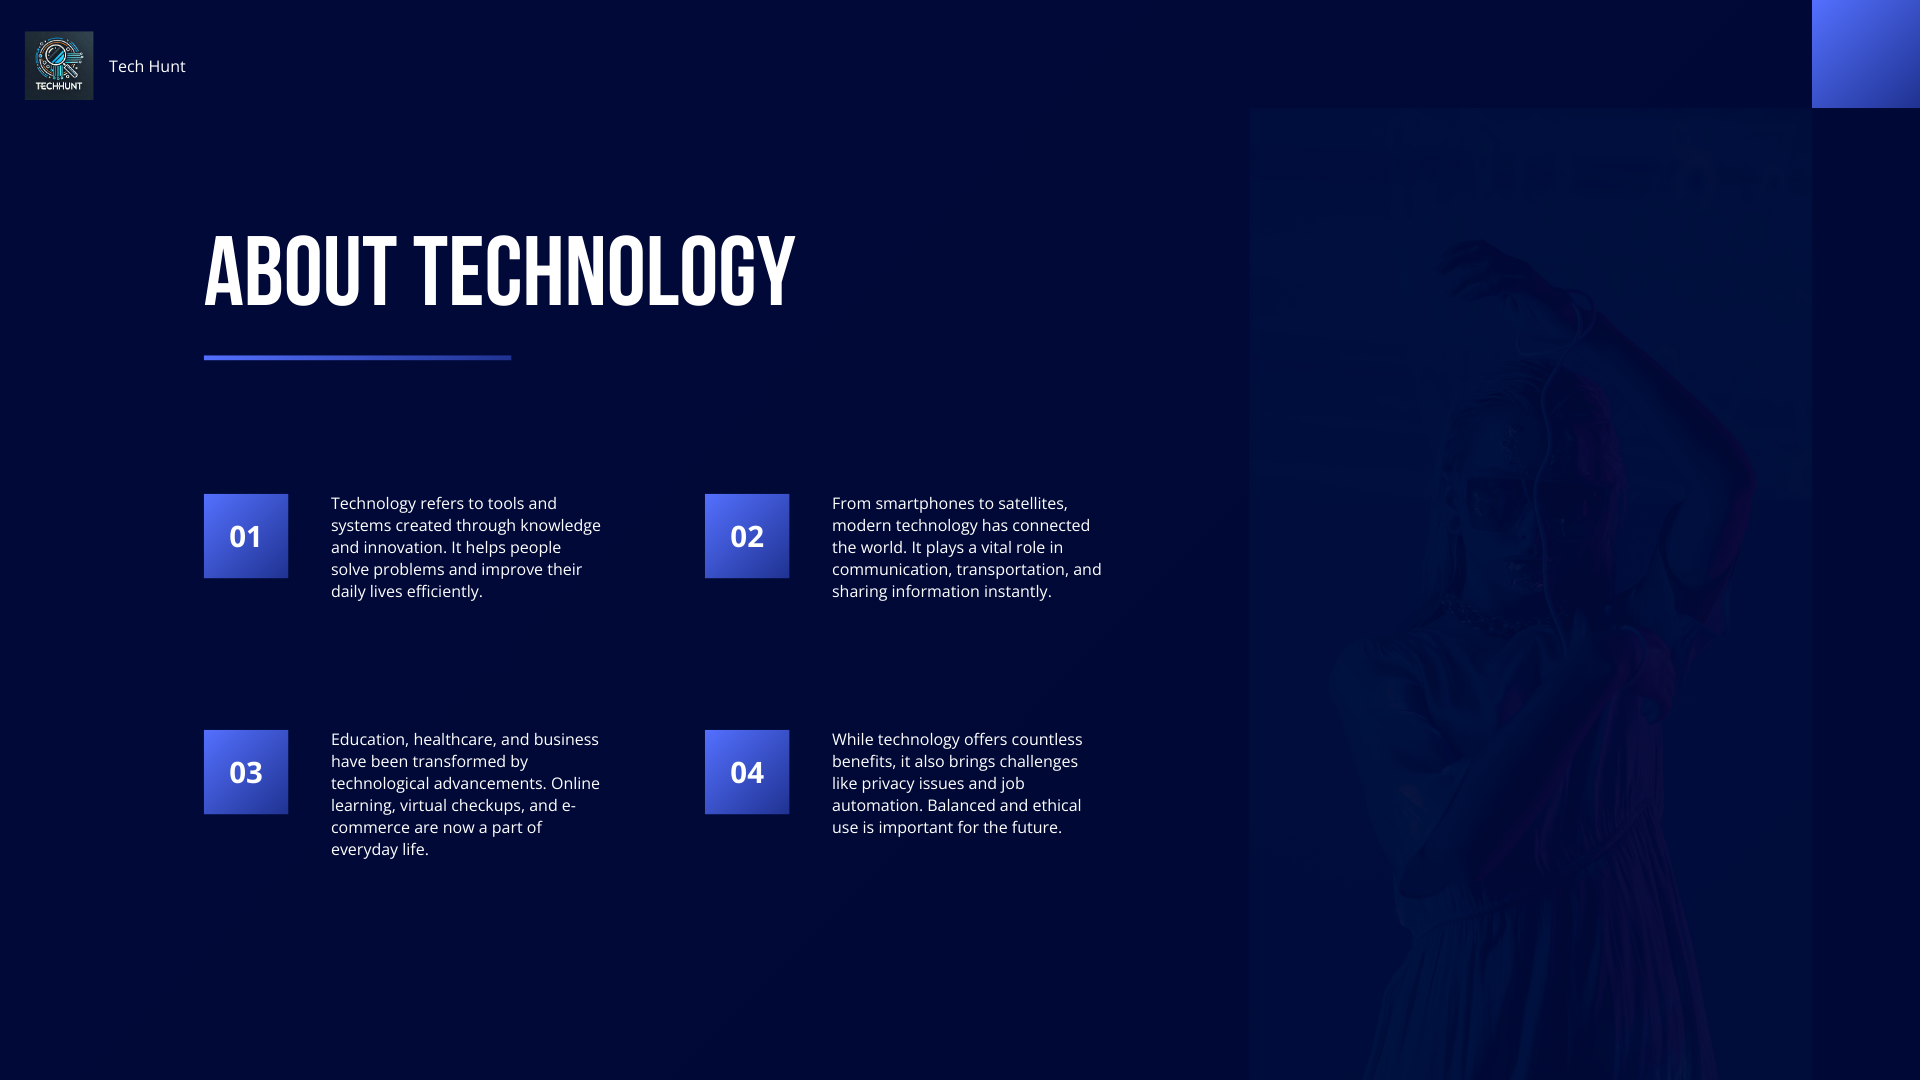 TECHHUNT
Tech Hunt
ABOUT TECHNOLOGY
01
Technology refers to tools and
systems created through knowledge
and innovation. It helps people
solve problems and improve their
daily lives efficiently.
02
From smartphones to satellites,
modern technology has connected
the world. It plays a vital role in
communication, transportation, and
sharing information instantly.
03
Education, healthcare, and business
have been transformed by
technological advancements. Online
learning, virtual checkups, and e-
commerce are now a part of
everyday life.
04
While technology offers countless
benefits, it also brings challenges
like privacy issues and job
automation. Balanced and ethical
use is important for the future.